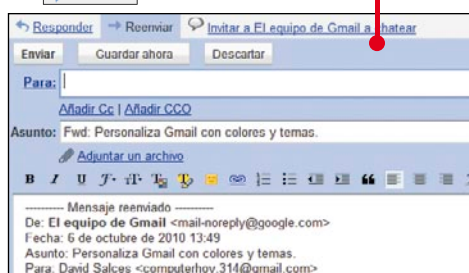 Responder Reenviar Invitar a El equipo de Gmail a chatear
Enviar Guardar ahora Descartar
Para:
Añadir Cc | Añadir CCO
Asunto: Fwd: Personaliza Gmail con colores y temas.
Adjuntar un archivo
B I U
---------- Mensaje reenviado ----------
De: El equipo de Gmail <mail-noreply@google.com>
Fecha: 6 de octubre de 2010 13:49
Asunto: Personaliza Gmail con colores y temas.
Para: David Salces <computerhoy.314@gmail.com>